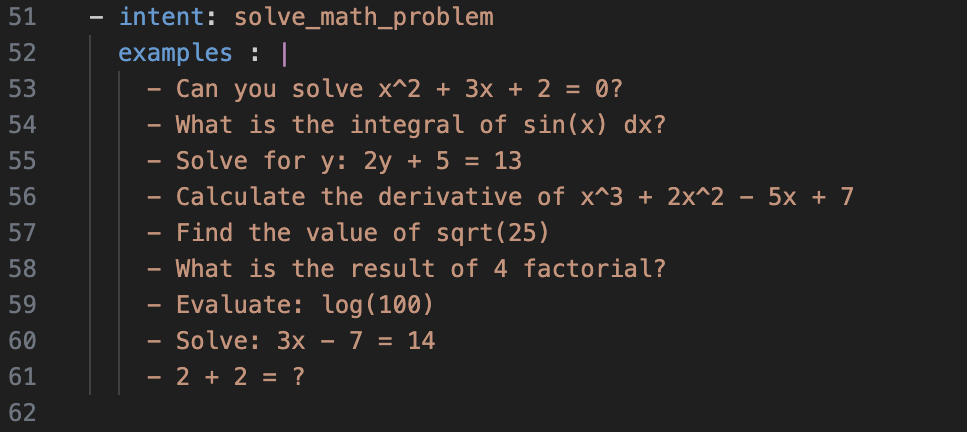 51 - intent: solve_math_problem
52 examples : |
53 - Can you solve x^2 + 3x + 2 = 0?
54 - What is the integral of sin(x) dx?
55 - Solve for y: 2y + 5 = 13
56 - Calculate the derivative of x^3 + 2x^2 - 5x + 7
57 - Find the value of sqrt(25)
58 - What is the result of 4 factorial?
59 - Evaluate: log(100)
60 - Solve: 3x - 7 = 14
61 - 2 + 2 = ?
62